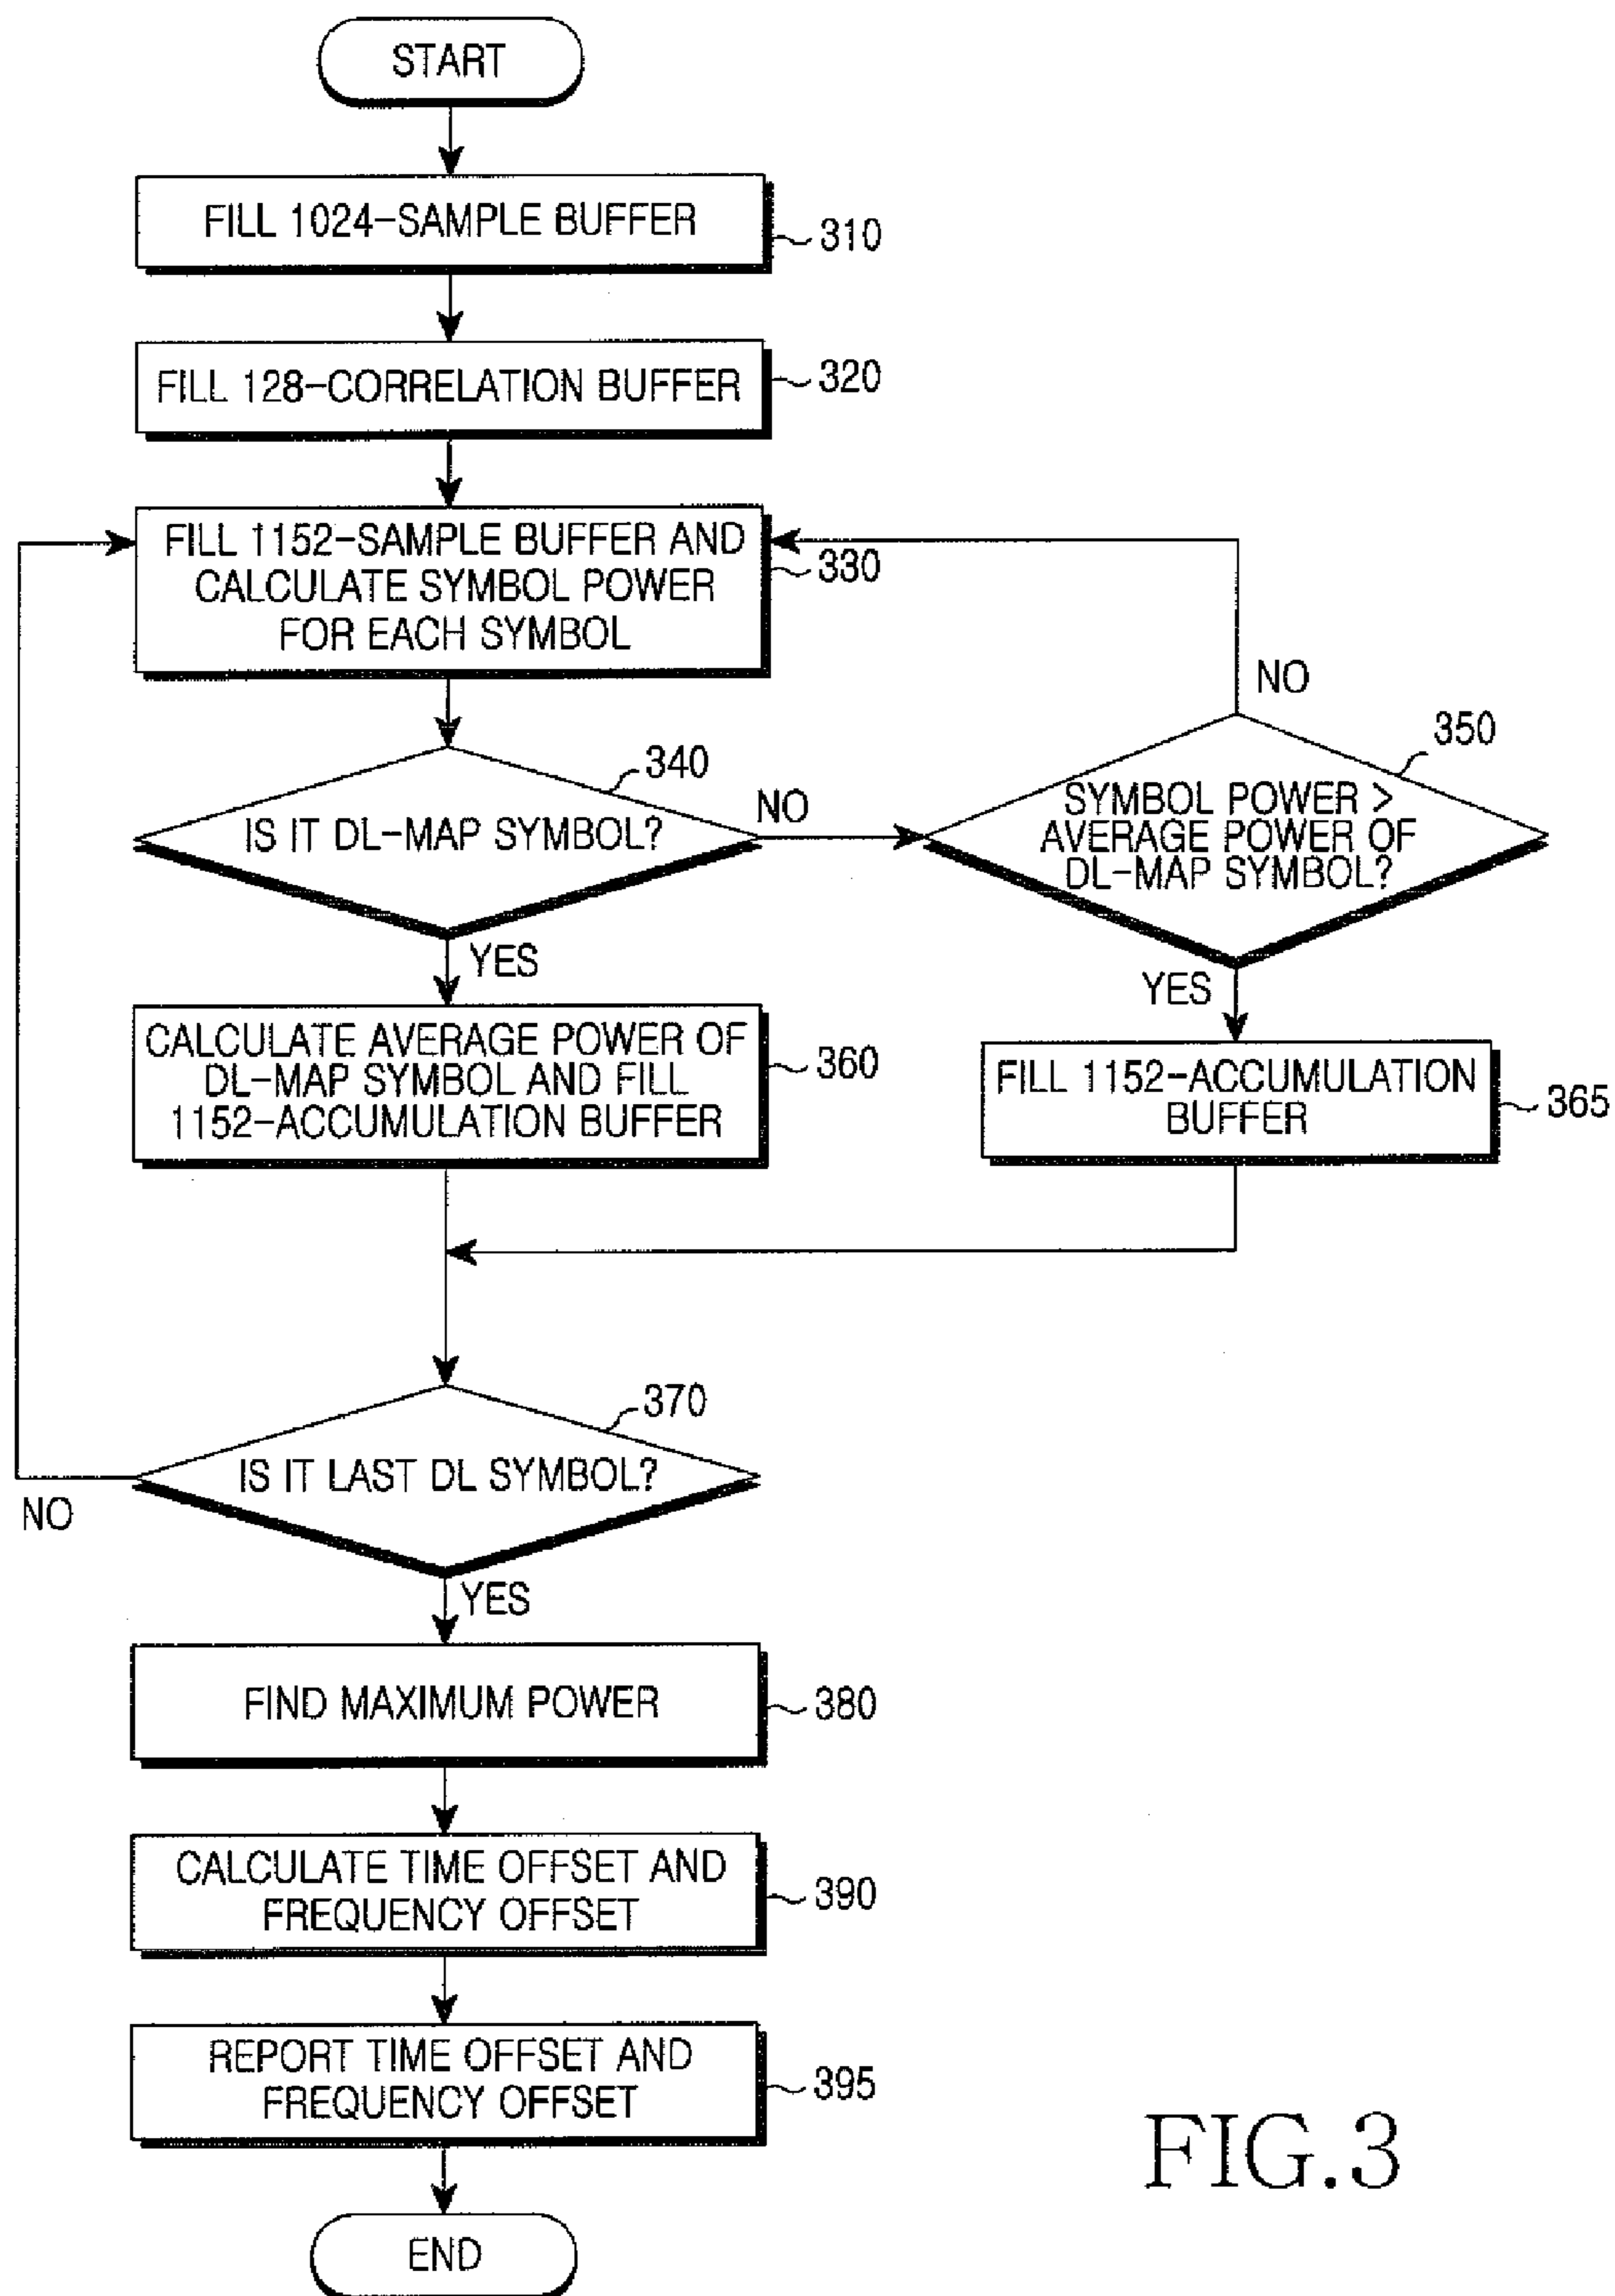 START
FILL 1024-SAMPLE BUFFER
310
FILL 128-CORRELATION BUFFER
320
FILL 1152-SAMPLE BUFFER AND
CALCULATE SYMBOL POWER
FOR EACH SYMBOL
330
NO
340
IS IT DL-MAP SYMBOL?
NO
350
SYMBOL POWER >
AVERAGE POWER OF
DL-MAP SYMBOL?
YES
YES
CALCULATE AVERAGE POWER OF
DL-MAP SYMBOL AND FILL
1152-ACCUMULATION BUFFER
360
FILL 1152-ACCUMULATION
BUFFER
365
370
IS IT LAST DL SYMBOL?
NO
YES
FIND MAXIMUM POWER
380
CALCULATE TIME OFFSET AND
FREQUENCY OFFSET
390
REPORT TIME OFFSET AND
FREQUENCY OFFSET
395
END
FIG.3